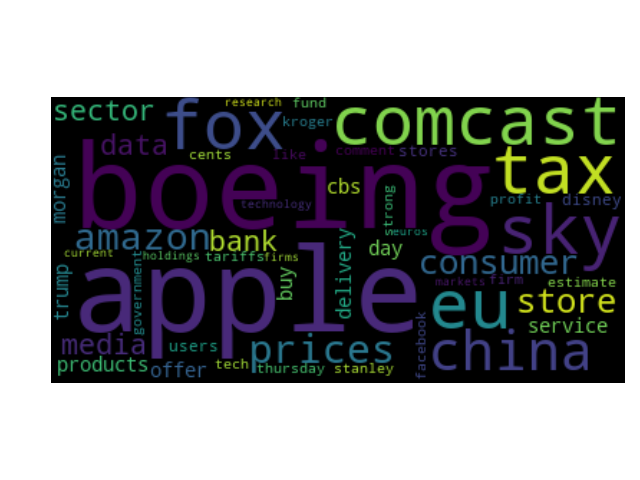 sector
fox
research
fund
kroger
comcast
data
cents
like
comment
stores
tax
morgan
boeing
technology
cbs
strong
profit
disney
sky
amazon
bank
neuros
day
current
holdings
tariffs
firms
consumer
trump
government
apple
buy
delivery
markets
firm
estimate
eu
store
service
media
users
prices
facebook
china
products
offer
tech
thursday
stanley